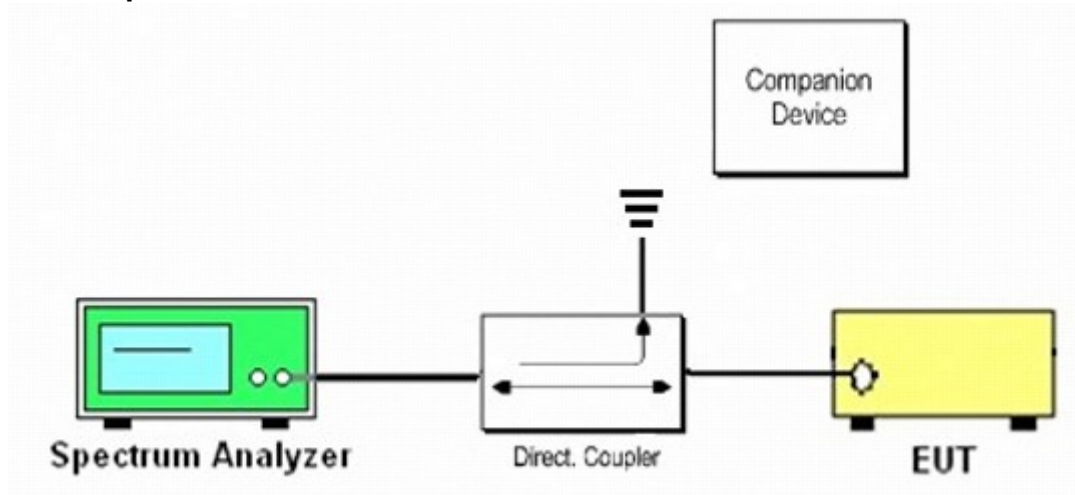 Companion
Device
Spectrum Analyzer
Direct. Coupler
EUT